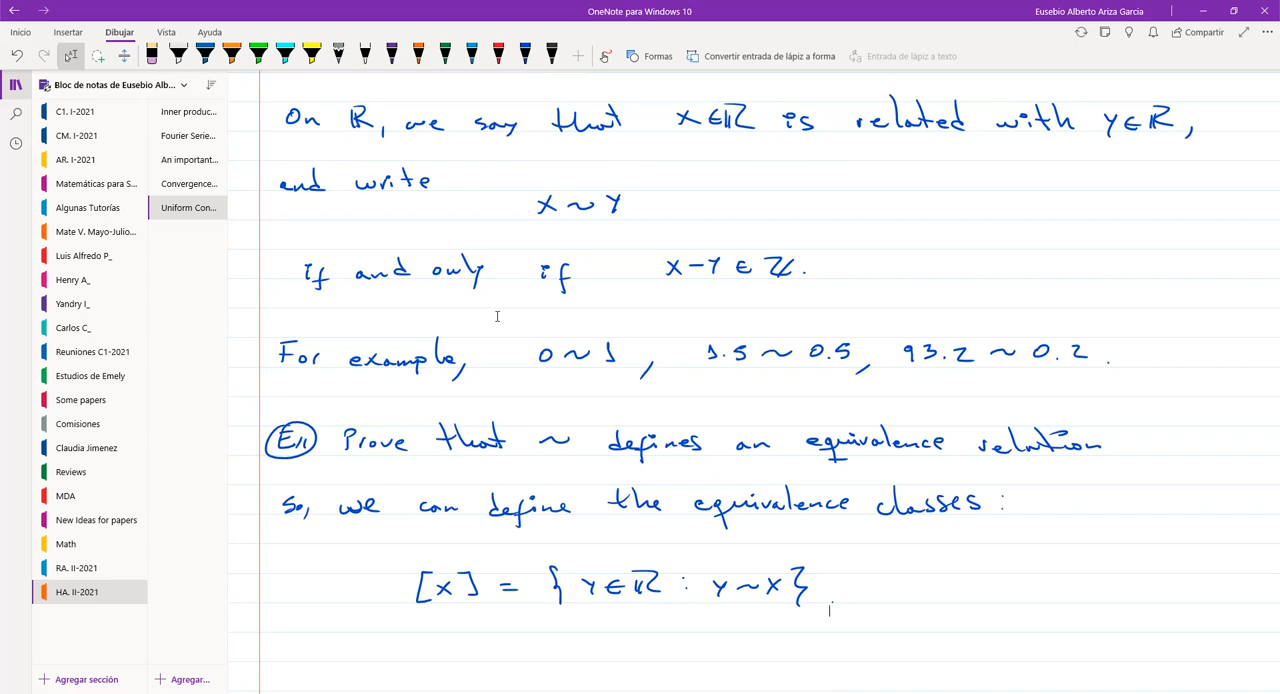 OneNote para Windows 10
Eusebio Alberto Ariza Garcia
Inicio Insertar Dibujar Vista Ayuda
Compartir
Formas
Convertir entrada de lápiz a forma
Entrada de lápiz a texto
Bloc de notas de Eusebio Alb...
C1. I-2021
CM. I-2021
AR. I-2021
Matemáticas para S...
Algunas Tutorías
Mate V. Mayo-Julio...
Luis Alfredo P_
Henry A_
Yandry I_
Carlos C_
Reuniones C1-2021
Estudios de Emely
Some papers
Comisiones
Claudia Jimenez
Reviews
MDA
New Ideas for papers
Math
RA. II-2021
HA. II-2021
Agregar sección
Inner produc...
Fourier Serie...
An important...
Convergence...
Uniform Con...
Agregar...
On ℝ, we say that x∈ℝ is related with y∈ℝ,
and write
x ~ y
if and only if x-y ∈ ℤ.
For example, 0 ~ 1, 1.5 ~ 0.5, 93.2 ~ 0.2.
Ex Prove that ~ defines an equivalence relation
so, we can define the equivalence classes:
[x] = { y∈ℝ : y~x }